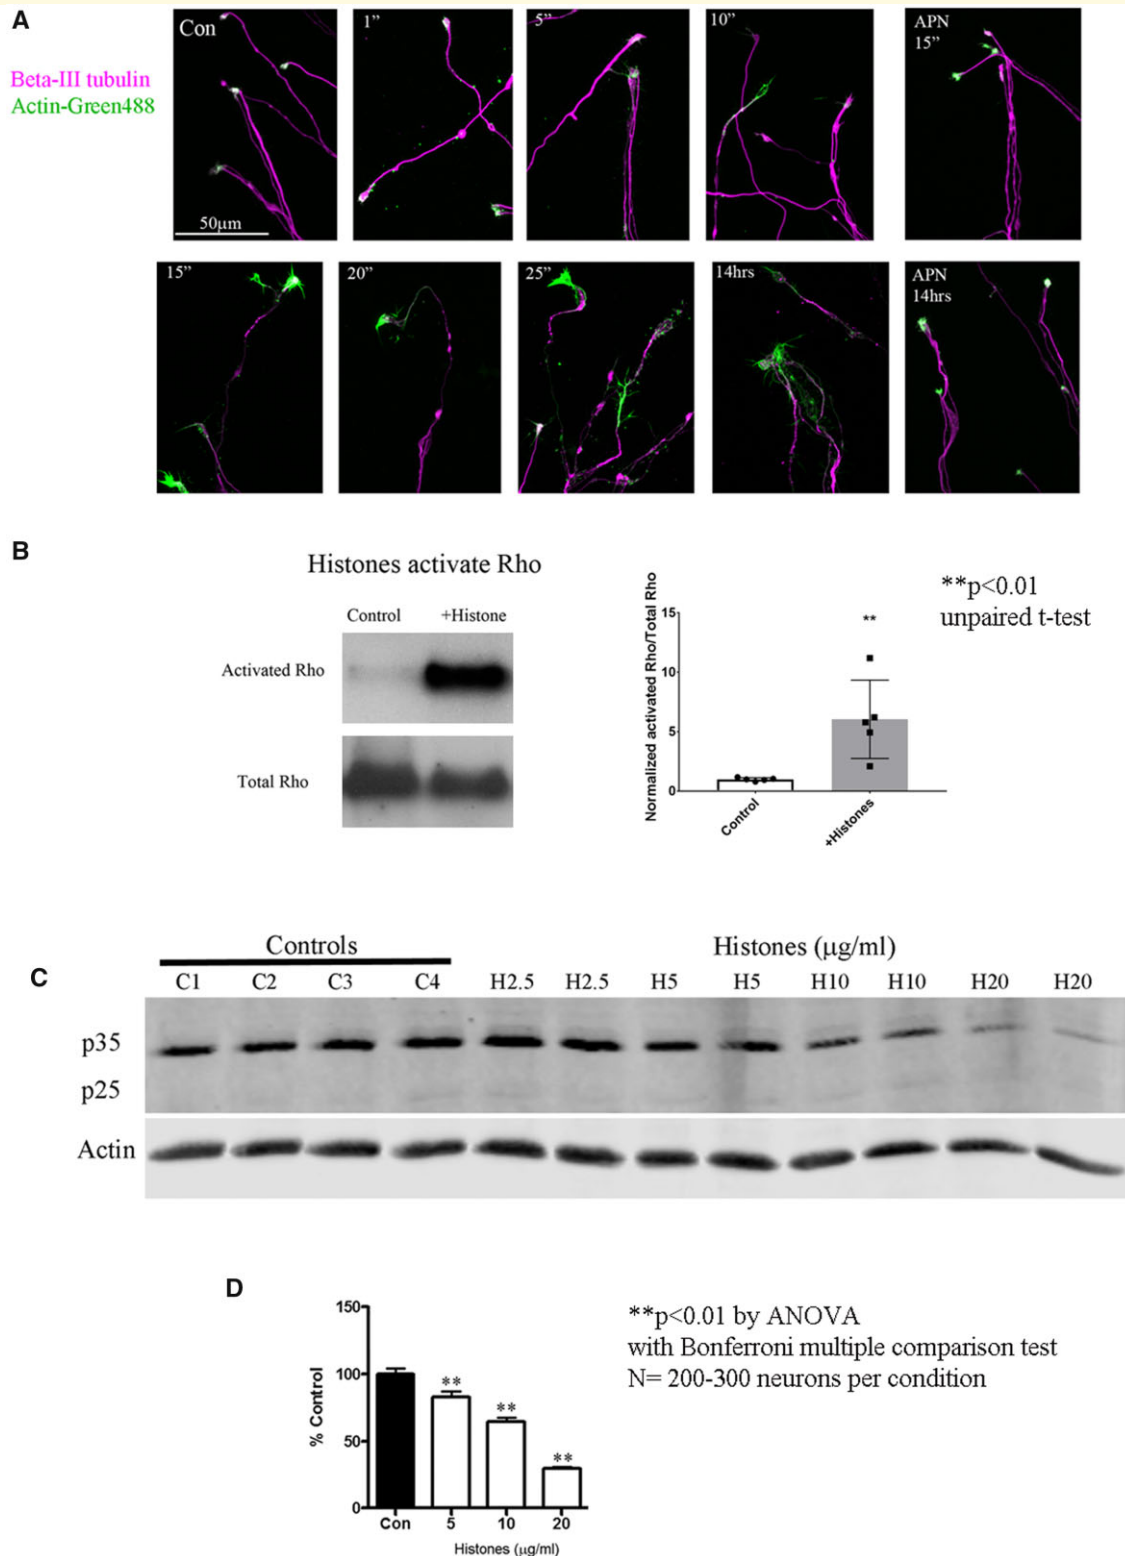 A
Beta-III tubulin
Actin-Green488
Con
50µm
1”
5”
10”
APN
15”
15”
20”
25”
14hrs
APN
14hrs
B
Histones activate Rho
Control +Histone
Activated Rho
Total Rho
Normalized activated Rho/Total Rho
15
10
5
0
**
Control
+Histones
**p<0.01
unpaired t-test
C
Controls
Histones (µg/ml)
C1 C2 C3 C4 H2.5 H2.5 H5 H5 H10 H10 H20 H20
p35
p25
Actin
D
% Control
150
100
50
0
**
**
**
Con 5 10 20
Histones (µg/ml)
**p<0.01 by ANOVA
with Bonferroni multiple comparison test
N= 200-300 neurons per condition